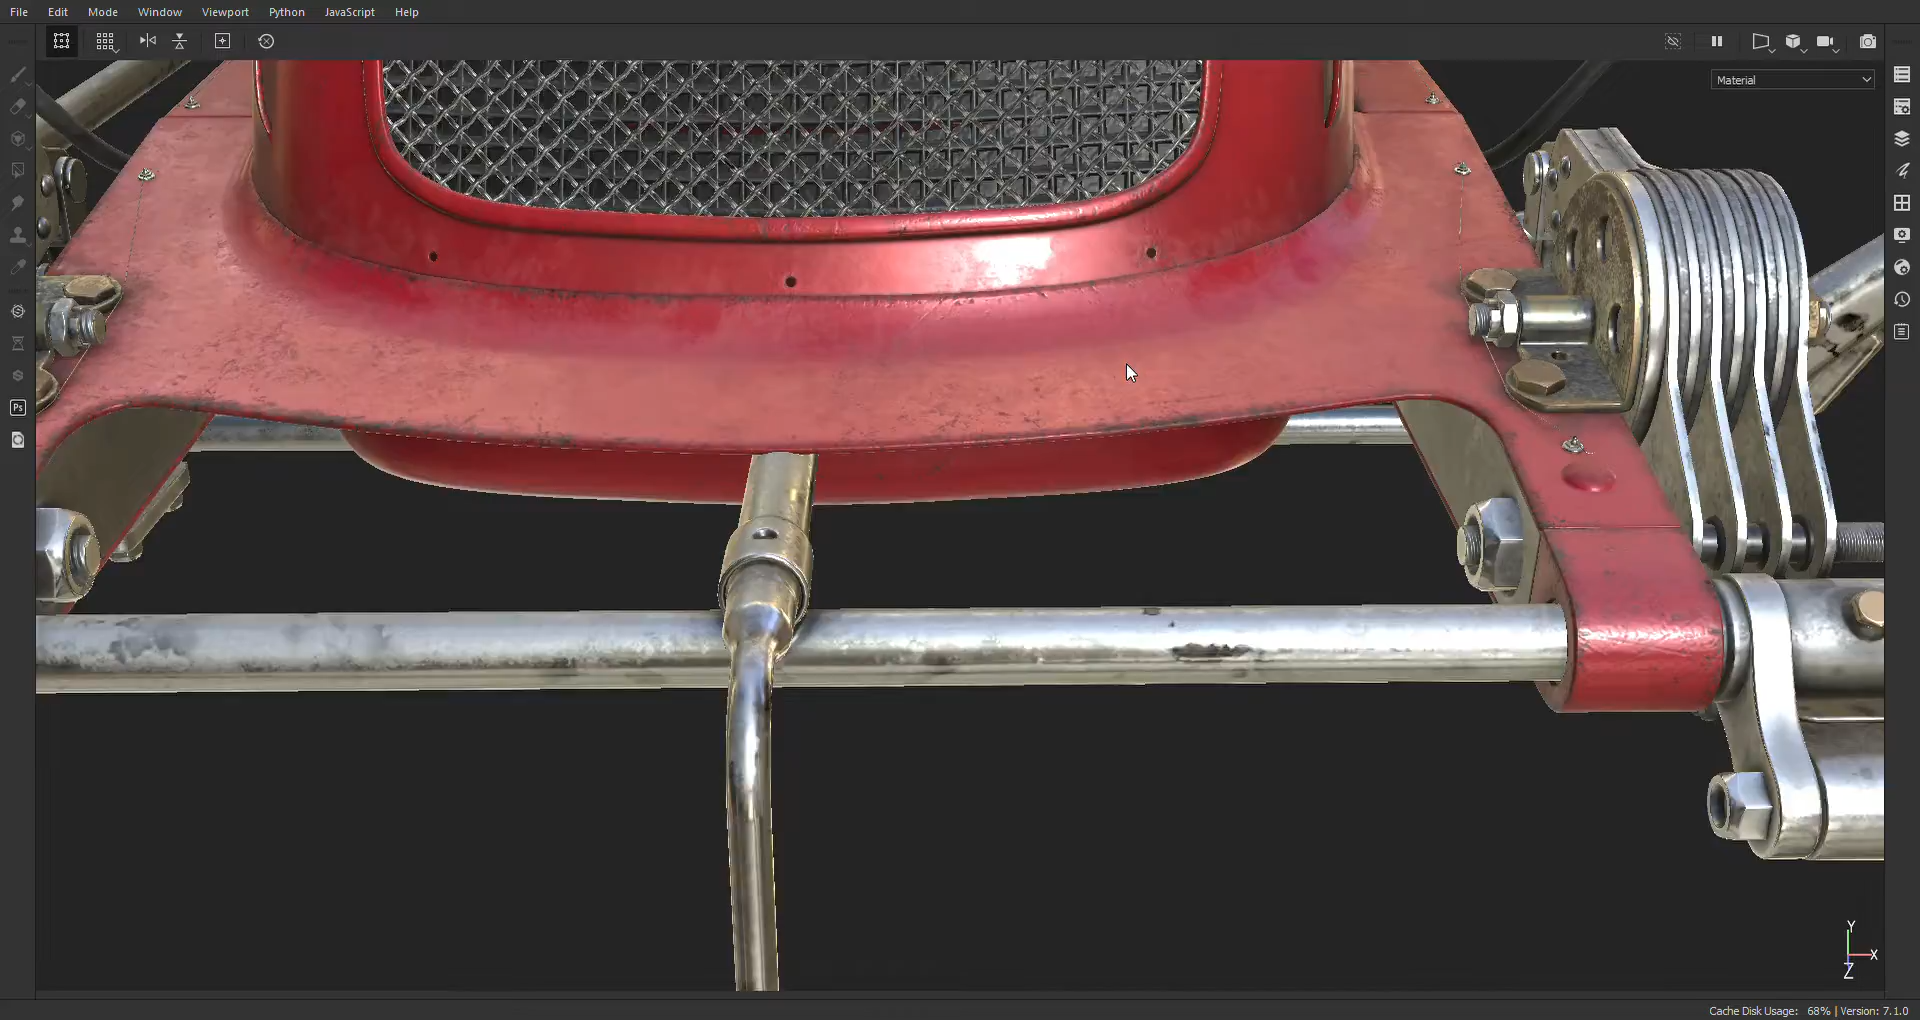 File Edit Mode Window Viewport Python JavaScript Help
Material
Ps
Y
X
Z
Cache Disk Usage: 68% | Version: 7.1.0